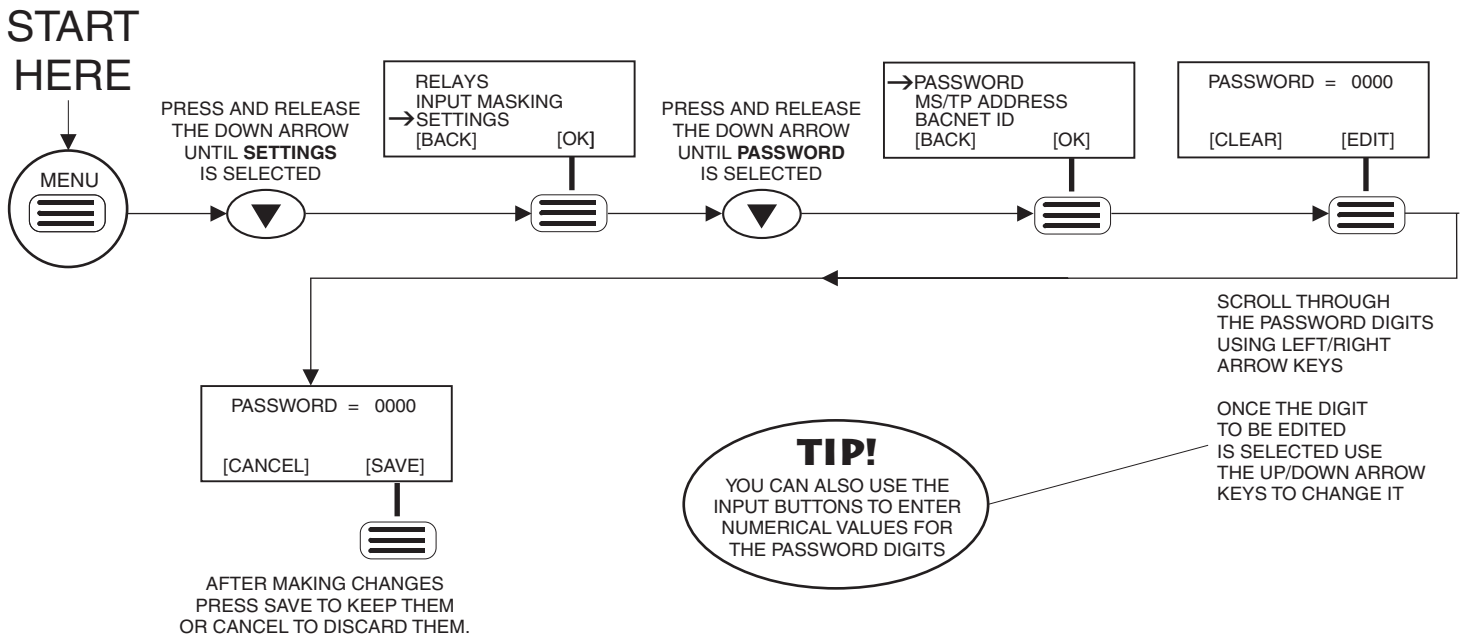 START
HERE
MENU
PRESS AND RELEASE
THE DOWN ARROW
UNTIL SETTINGS
IS SELECTED
RELAYS
INPUT MASKING
→SETTINGS
[BACK] [OK]
PRESS AND RELEASE
THE DOWN ARROW
UNTIL PASSWORD
IS SELECTED
→PASSWORD
MS/TP ADDRESS
BACNET ID
[BACK] [OK]
PASSWORD = 0000
[CLEAR] [EDIT]
SCROLL THROUGH
THE PASSWORD DIGITS
USING LEFT/RIGHT
ARROW KEYS
ONCE THE DIGIT
TO BE EDITED
IS SELECTED USE
THE UP/DOWN ARROW
KEYS TO CHANGE IT
TIP!
YOU CAN ALSO USE THE
INPUT BUTTONS TO ENTER
NUMERICAL VALUES FOR
THE PASSWORD DIGITS
PASSWORD = 0000
[CANCEL] [SAVE]
AFTER MAKING CHANGES
PRESS SAVE TO KEEP THEM
OR CANCEL TO DISCARD THEM.